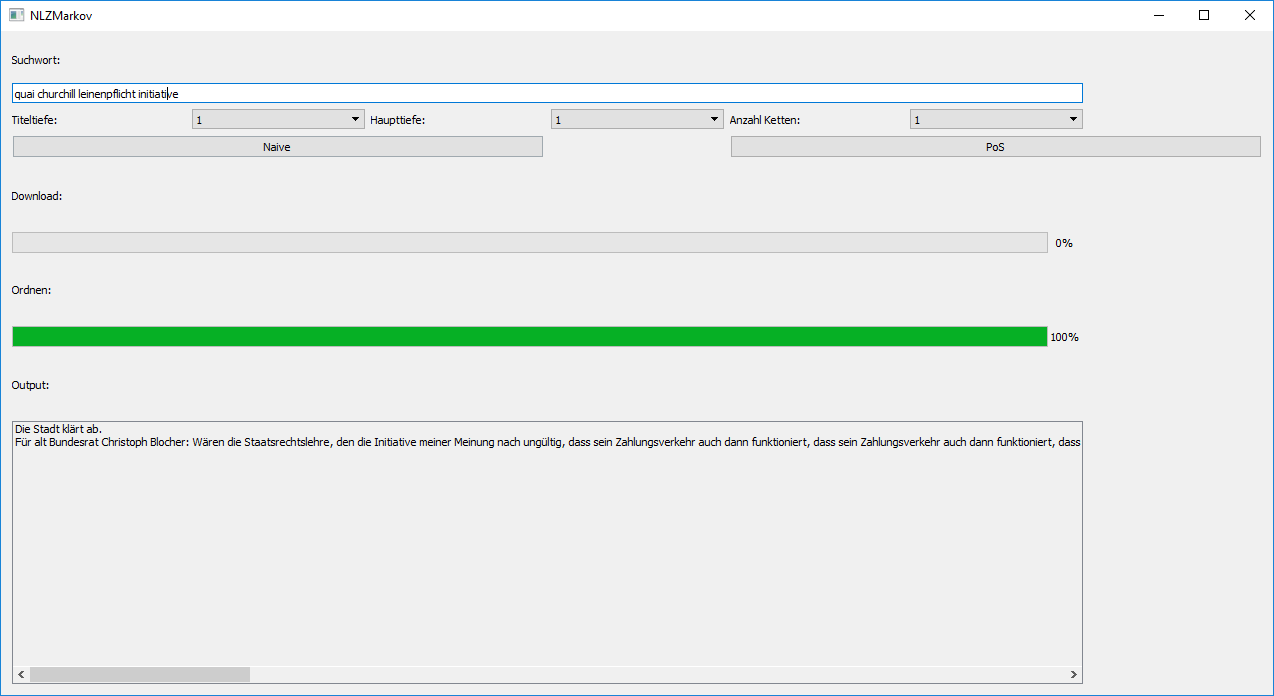 NLZMarkov
Suchwort:
quai churchill leinenpflicht initiative
Titeltiefe: 1 Haupttiefe: 1 Anzahl Ketten: 1
Naive PoS
Download:
0%
Ordnen:
100%
Output:
Die Stadt klärt ab.
Für alt Bundesrat Christoph Blocher: Wären die Staatsrechtslehre, den die Initiative meiner Meinung nach ungültig, dass sein Zahlungsverkehr auch dann funktioniert, dass sein Zahlungsverkehr auch dann funktioniert, dass